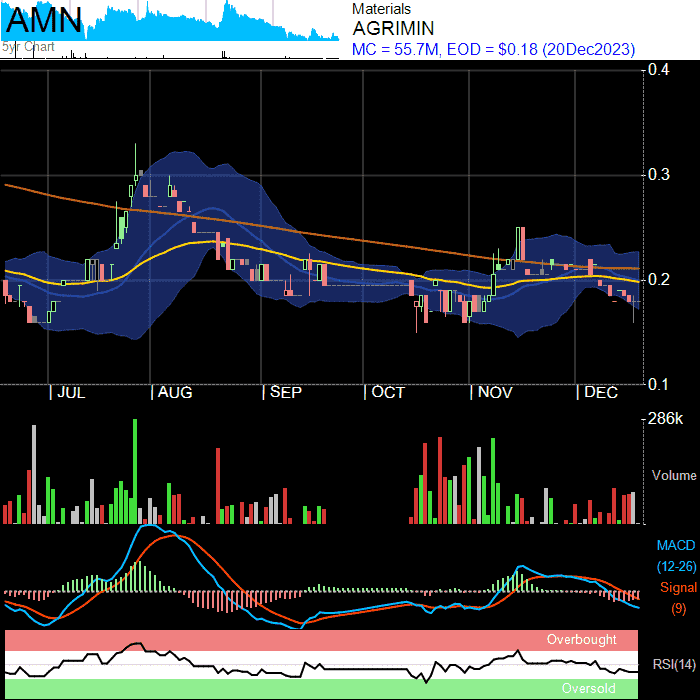 AMN
5yr Chart
Materials
AGRIMIN
MC = 55.7M, EOD = $0.18 (20Dec2023)
0.4
0.3
0.2
0.1
| JUL | AUG | SEP | OCT | NOV | DEC
286k
Volume
MACD
(12-26)
Signal
(9)
Overbought
RSI(14)
Oversold